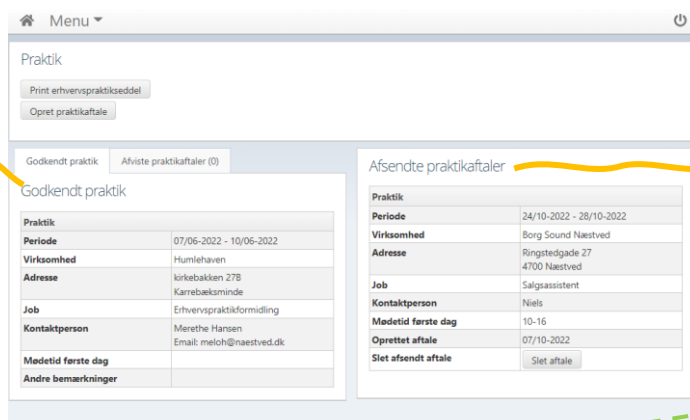 Menu
Praktik
Print erhvervspraktikseddel
Opret praktikaftale
Godkendt praktik
Afviste praktikaftaler (0)
Godkendt praktik
Praktik
Periode 07/06-2022 - 10/06-2022
Virksomhed Humlehaven
Adresse kirkebakken 27B
Karrebæksminde
Job Erhvervspraktikformidling
Kontaktperson Merethe Hansen
Email: meloh@naestved.dk
Mødetid første dag
Andre bemærkninger
Afsendte praktikaftaler
Praktik
Periode 24/10-2022 - 28/10-2022
Virksomhed Borg Sound Næstved
Adresse Ringstedgade 27
4700 Næstved
Job Salgsassistent
Kontaktperson Niels
Mødetid første dag 10-16
Oprettet aftale 07/10-2022
Slet afsendt aftale Slet aftale